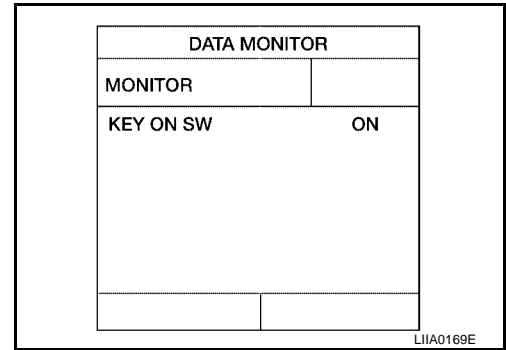 DATA MONITOR
MONITOR
KEY ON SW ON
LIIA0169E